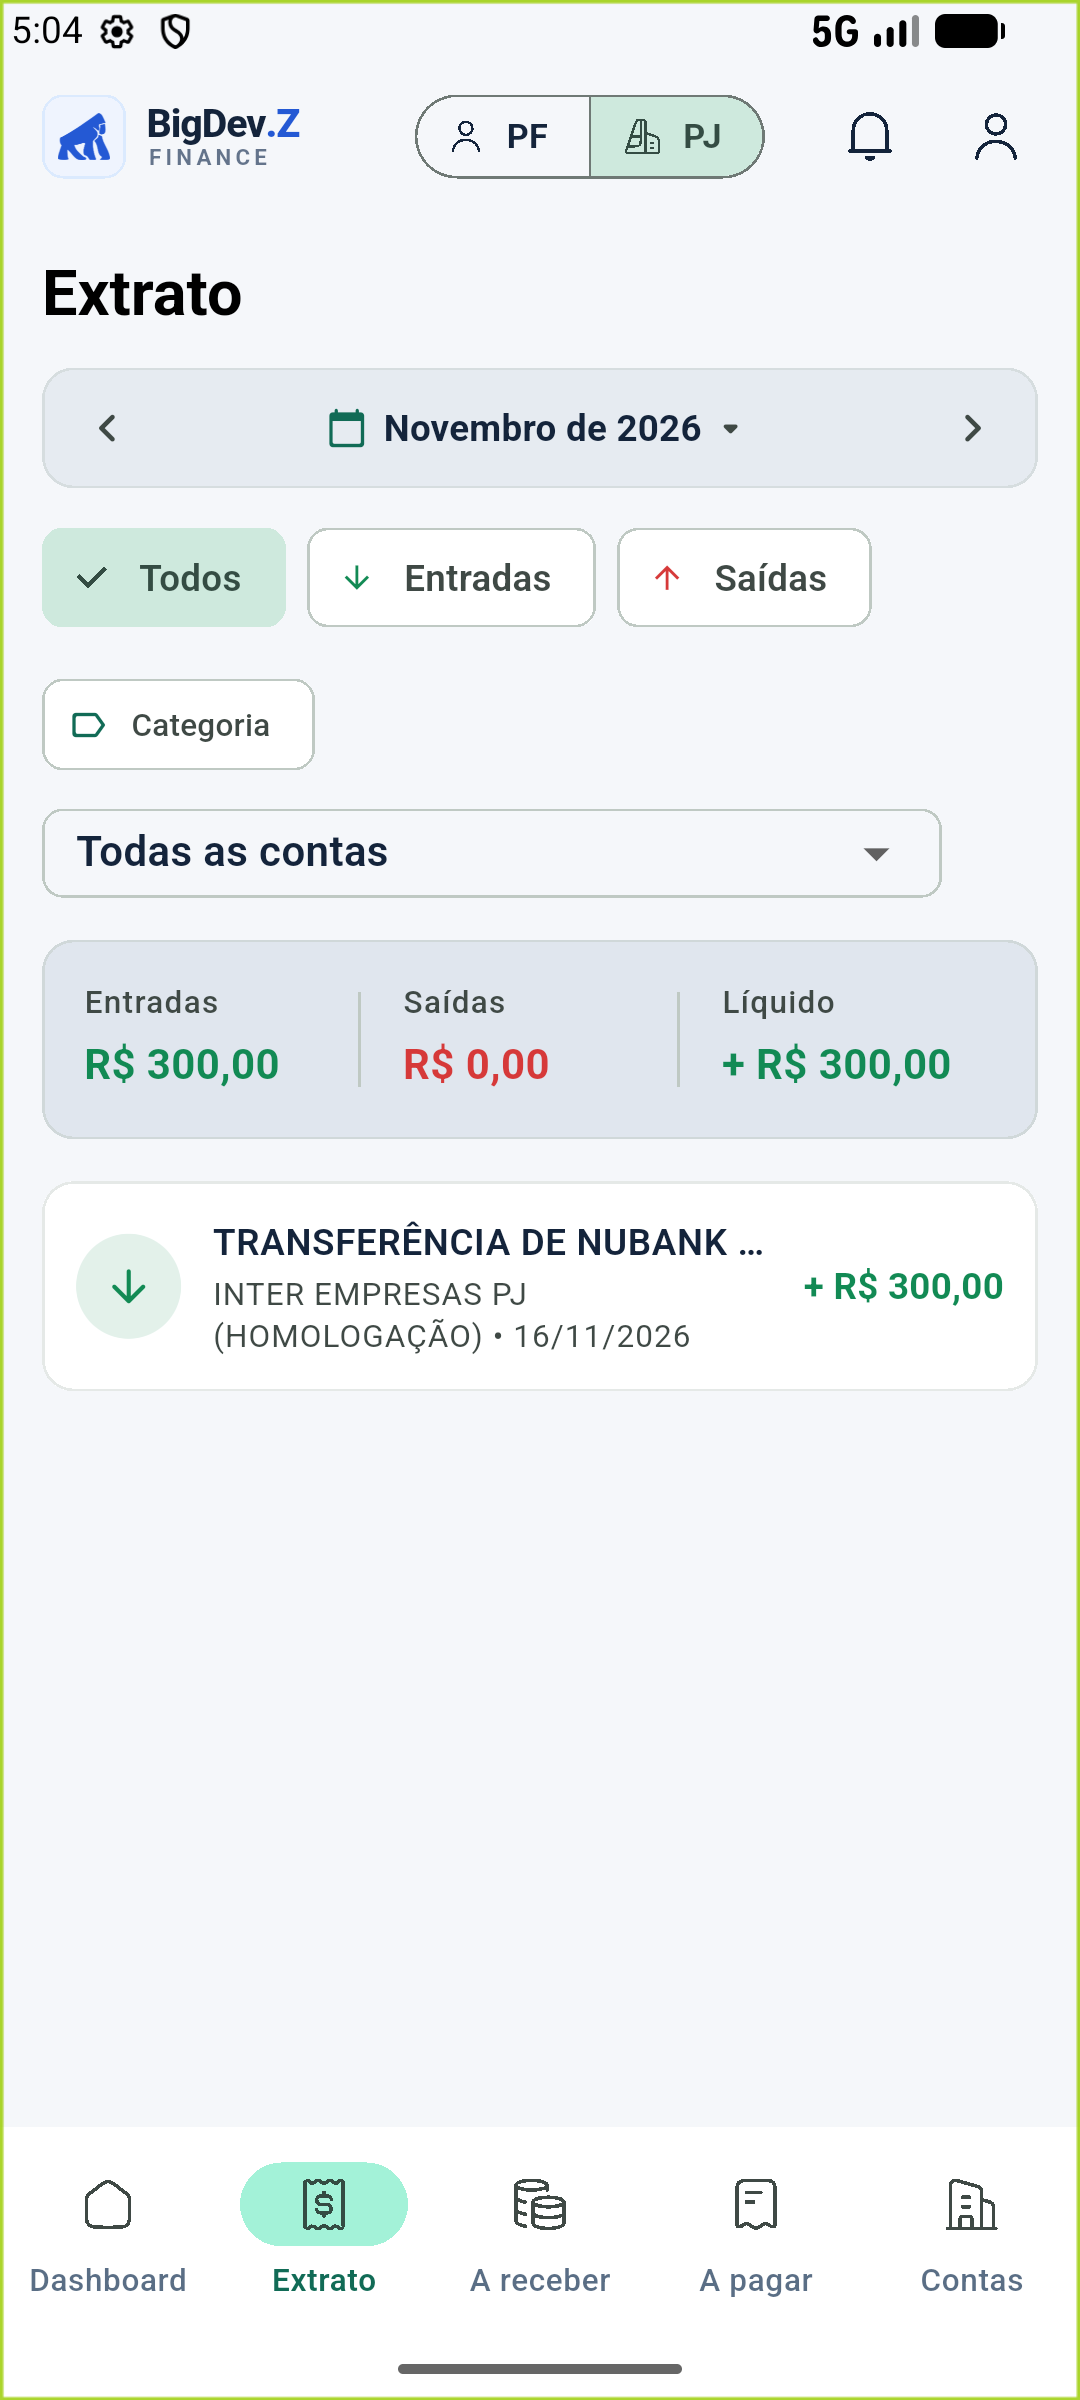 5:04
5G
BigDev.Z
FINANCE
PF
PJ
Extrato
Novembro de 2026
Todos
Entradas
Saídas
Categoria
Todas as contas
Entradas
Saídas
Líquido
R$ 300,00
R$ 0,00
+ R$ 300,00
TRANSFERÊNCIA DE NUBANK ...
INTER EMPRESAS PJ
(HOMOLOGAÇÃO) • 16/11/2026
+ R$ 300,00
Dashboard
Extrato
A receber
A pagar
Contas